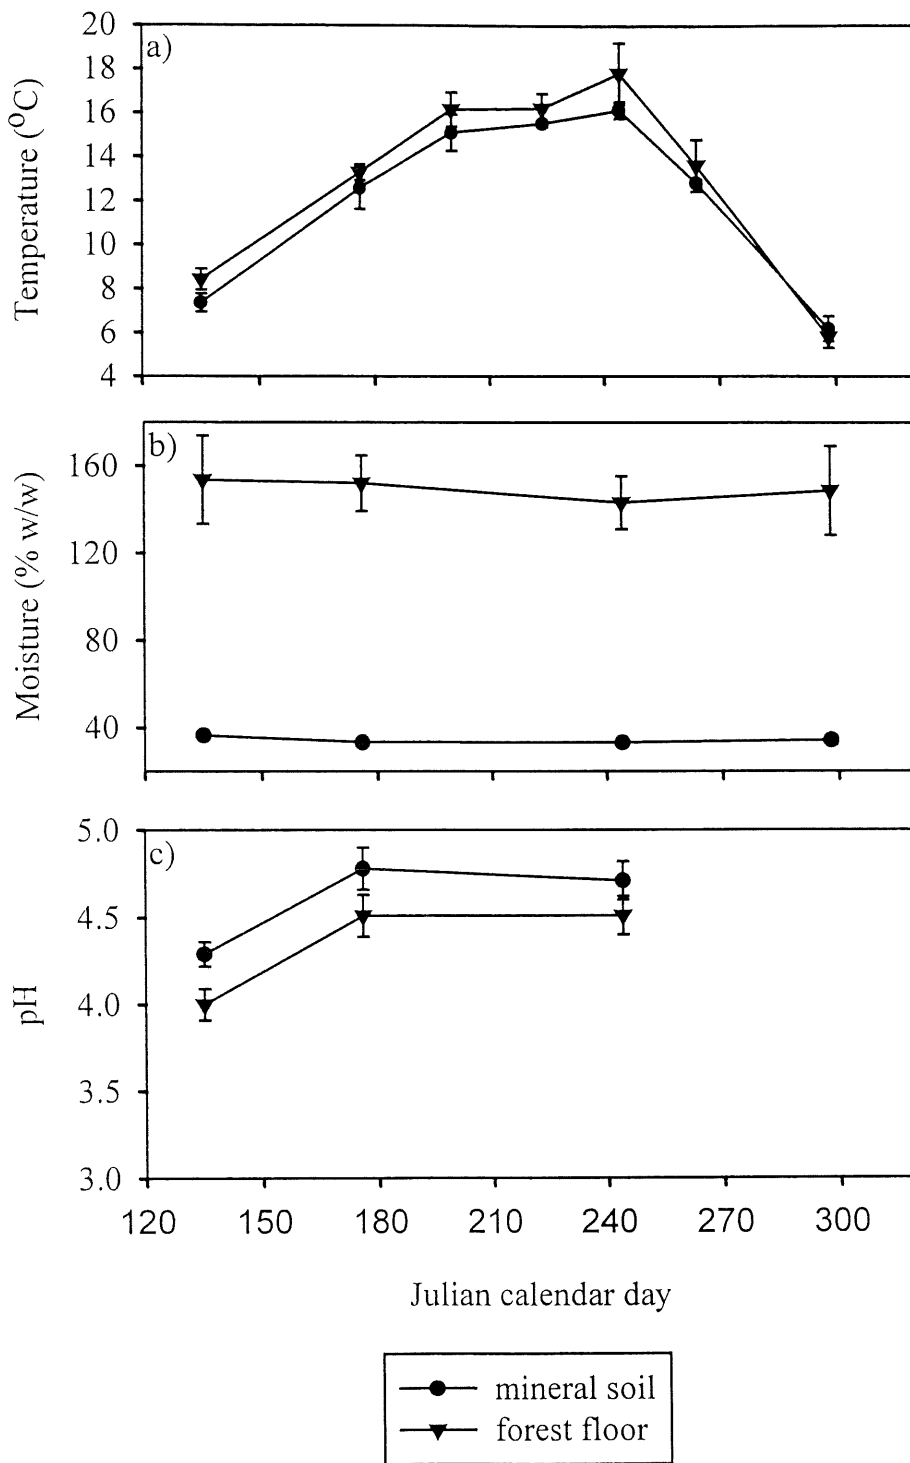 a)
Temperature (°C)
20
18
16
14
12
10
8
6
4
b)
Moisture (% w/w)
160
120
80
40
c)
pH
5.0
4.5
4.0
3.5
3.0
120 150 180 210 240 270 300
Julian calendar day
mineral soil
forest floor